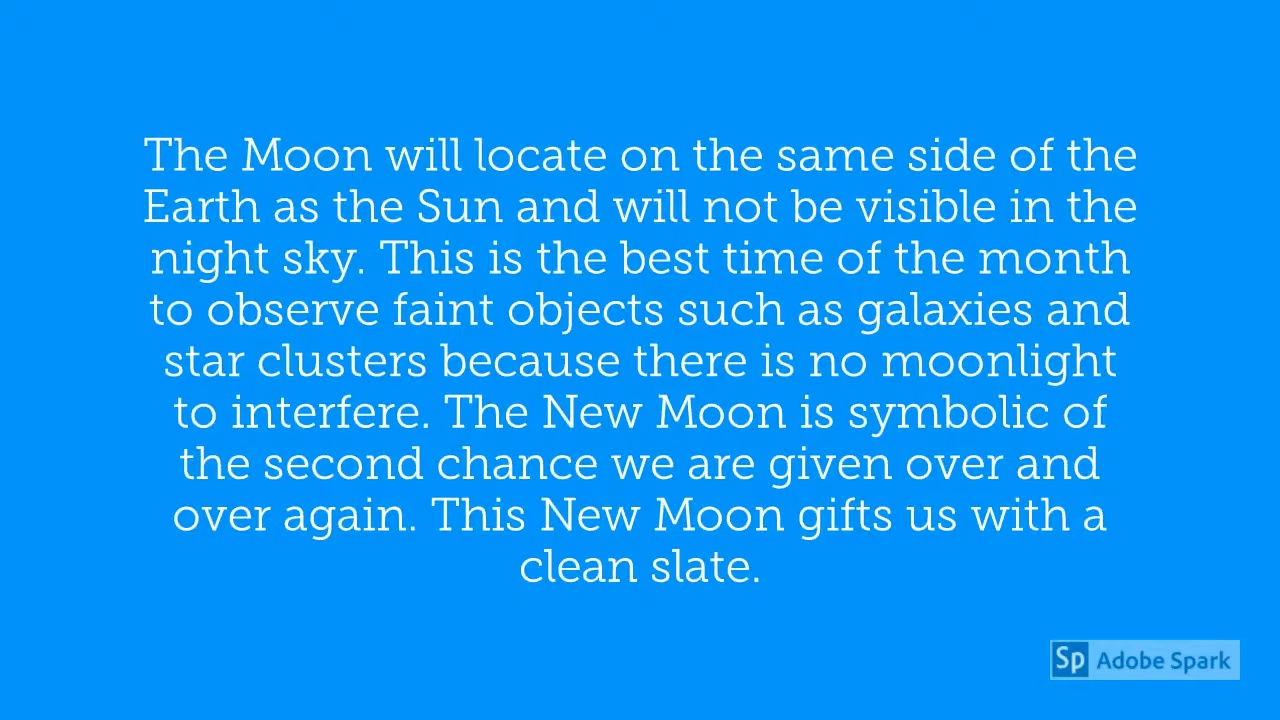 The Moon will locate on the same side of the
Earth as the Sun and will not be visible in the
night sky. This is the best time of the month
to observe faint objects such as galaxies and
star clusters because there is no moonlight
to interfere. The New Moon is symbolic of
the second chance we are given over and
over again. This New Moon gifts us with a
clean slate.
Sp Adobe Spark